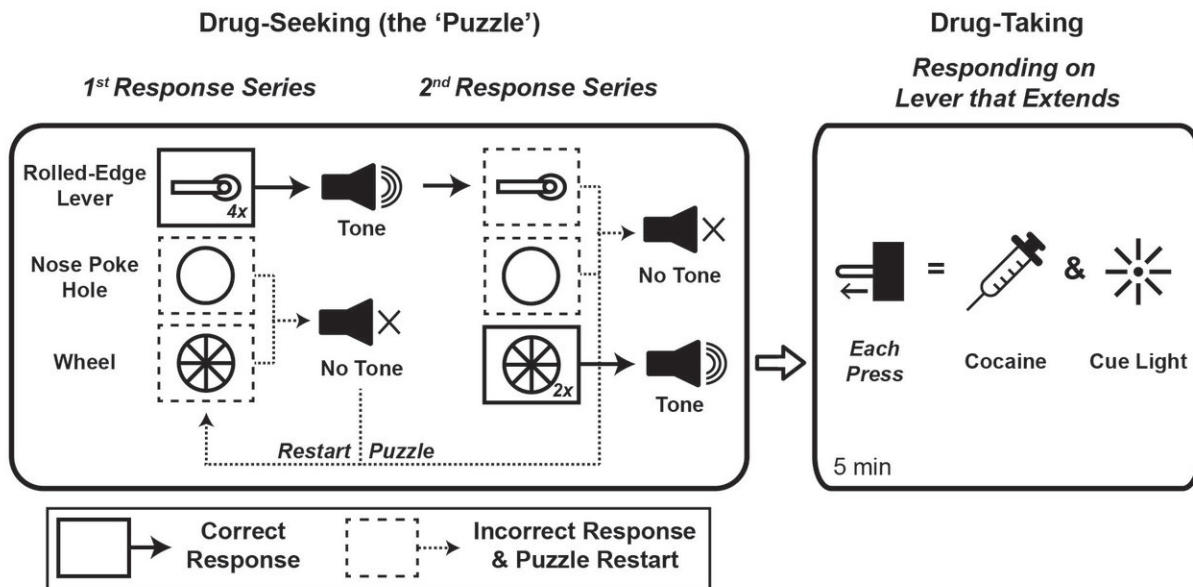 Drug-Seeking (the ‘Puzzle’)
1st Response Series
2nd Response Series
Rolled-Edge
Lever
4x
Tone
Nose Poke
Hole
No Tone
Wheel
No Tone
2x
Tone
Restart
Puzzle
Drug-Taking
Responding on
Lever that Extends
=
&
Each
Press
Cocaine
Cue Light
5 min
Correct
Response
Incorrect Response
& Puzzle Restart